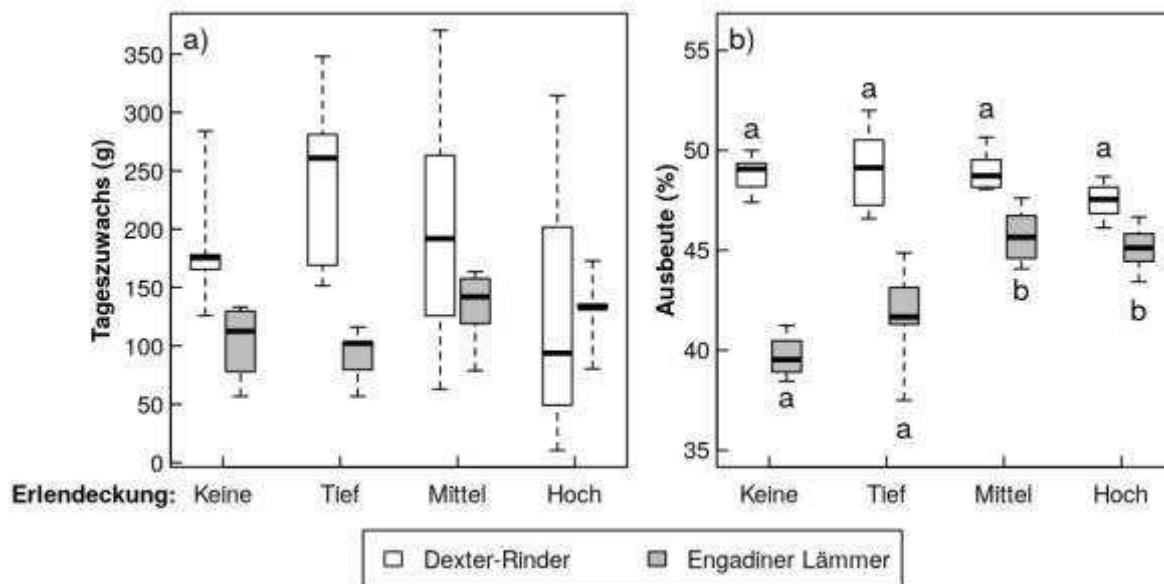 a)
Tageszuwachs (g)
350
300
250
200
150
100
50
0
b)
Ausbeute (%)
55
50
45
40
35
a
a
a
a
a
a
b
b
Erlendeckung: Keine Tief Mittel Hoch
Keine Tief Mittel Hoch
Dexter-Rinder Engadiner Lämmer